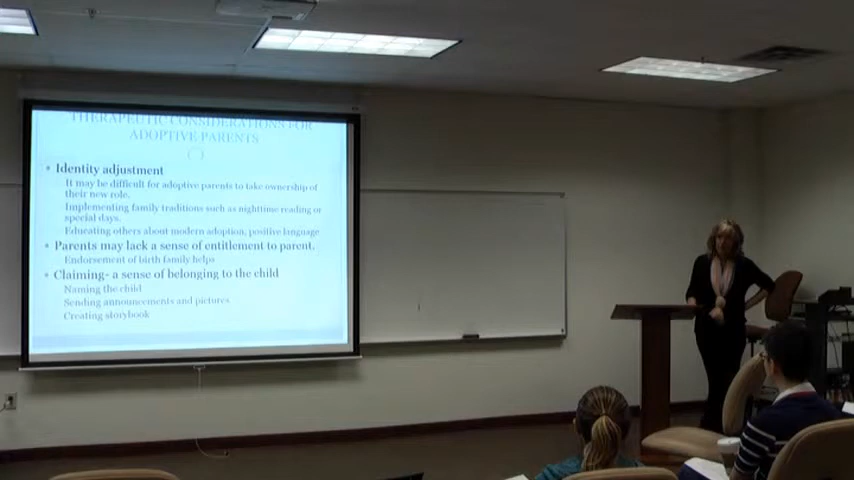 THERAPEUTIC CONSIDERATIONS FOR
ADOPTIVE PARENTS
• Identity adjustment
It may be difficult for adoptive parents to take ownership of
their new role.
Implementing family traditions such as nighttime reading or
special days.
Educating others about modern adoption, positive language
• Parents may lack a sense of entitlement to parent.
Endorsement of birth family helps
• Claiming- a sense of belonging to the child
Naming the child
Sending announcements and pictures
Creating storybook